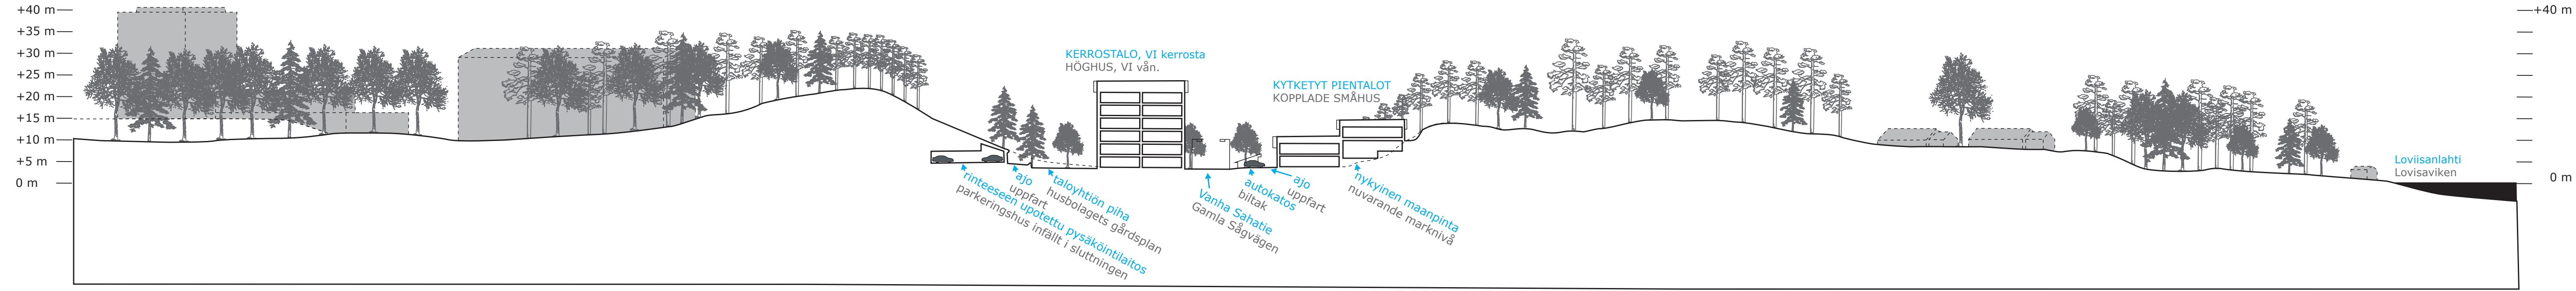 +40 m
+35 m
+30 m
+25 m
+20 m
+15 m
+10 m
+5 m
0 m
KERROSTALO, VI kerrosta
HÖGHUS, VI vån.
KYTKETYT PIENTALOT
KOPPLADE SMÅHUS
rinteeseen upotettu pysäköintilaitos
parkeringshus infällt i sluttningen
ajo
uppfart
taloyhtiön piha
husbolagets gårdsplan
Vanha Sahatie
Gamla Sågvägen
autokatos
biltak
ajo
uppfart
nykyinen maanpinta
nuvarande marknivå
Loviisanlahti
Lovisaviken
+40 m
0 m